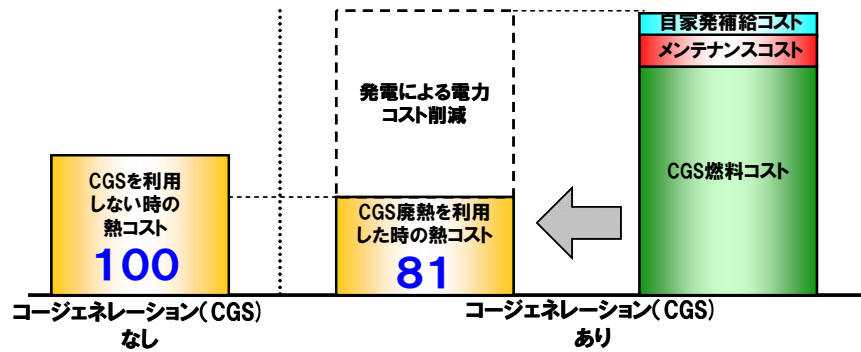 自家発補給コスト
メンテナンスコスト
発電による電力
コスト削減
CGS燃料コスト
CGSを利用
しない時の
熱コスト
100
CGS廃熱を利用
した時の熱コスト
81
コージェネレーション(CGS)
なし
コージェネレーション(CGS)
あり